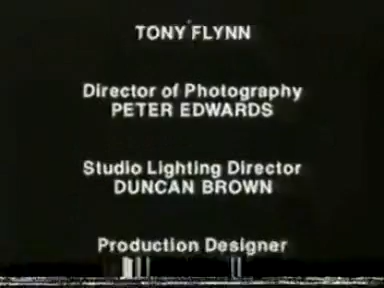 TONY FLYNN
Director of Photography
PETER EDWARDS
Studio Lighting Director
DUNCAN BROWN
Production Designer